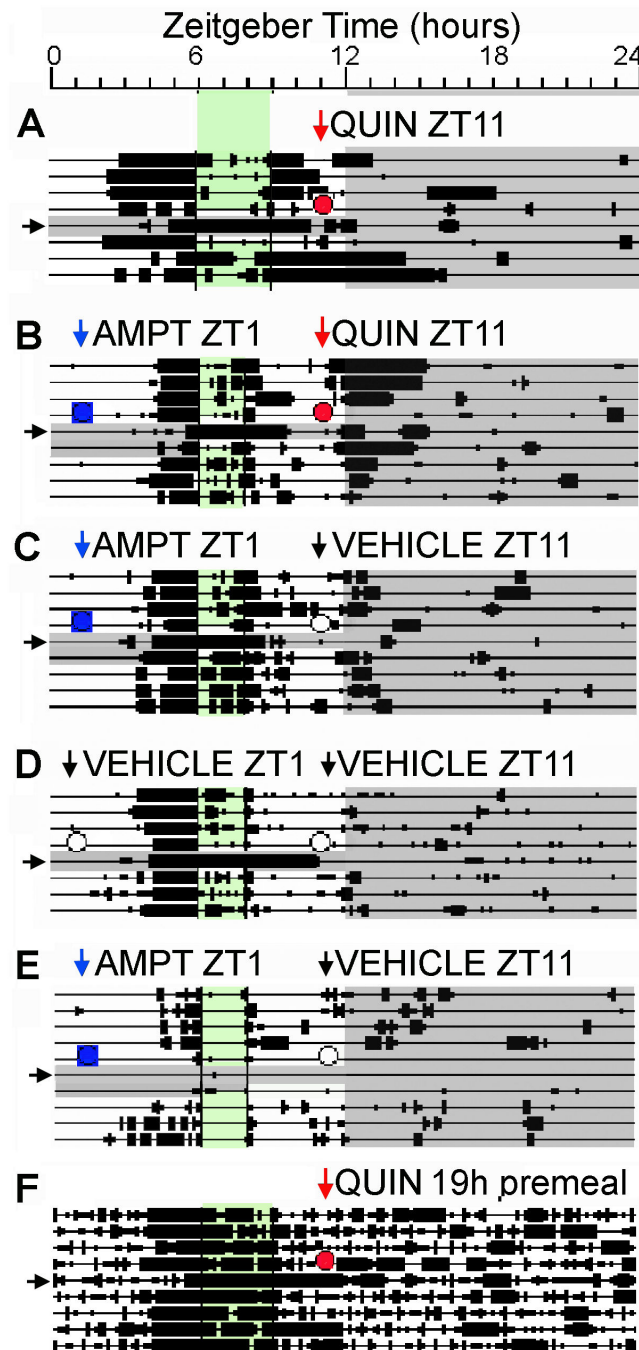 Zeitgeber Time (hours)
0 6 12 18 24
A
QUIN ZT11
B
AMPT ZT1 QUIN ZT11
C
AMPT ZT1 VEHICLE ZT11
D
VEHICLE ZT1 VEHICLE ZT11
E
AMPT ZT1 VEHICLE ZT11
F
QUIN 19h premeal